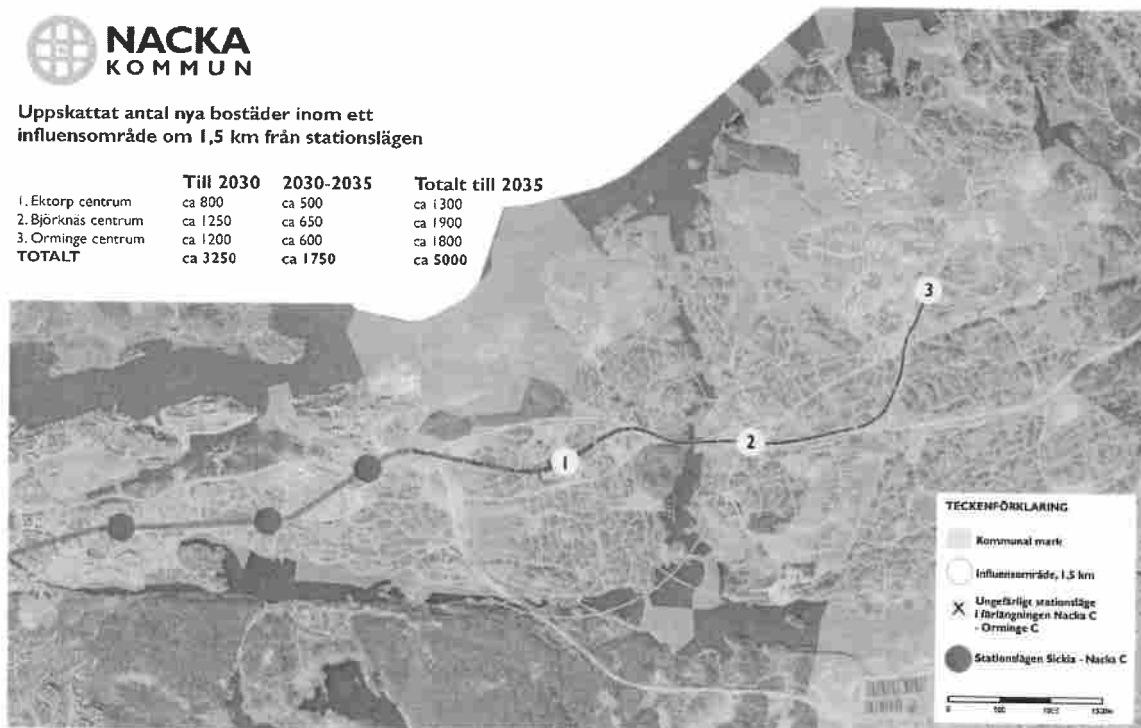 NACKA
KOMMUN
Uppskattat antal nya bostäder inom ett
influensområde om 1,5 km från stationslägen
Till 2030 2030-2035 Totalt till 2035
1. Ektorp centrum ca 800 ca 500 ca 1300
2. Björknäs centrum ca 1250 ca 650 ca 1900
3. Orminge centrum ca 1200 ca 600 ca 1800
TOTALT ca 3250 ca 1750 ca 5000
3
2
1
TECKENFÖRKLARING
Kommunal mark
Influensområde, 1,5 km
X Ungefärligt stationsläge
i förlängningen Nacka C
- Orminge C
Stationslägen Sickla - Nacka C
0